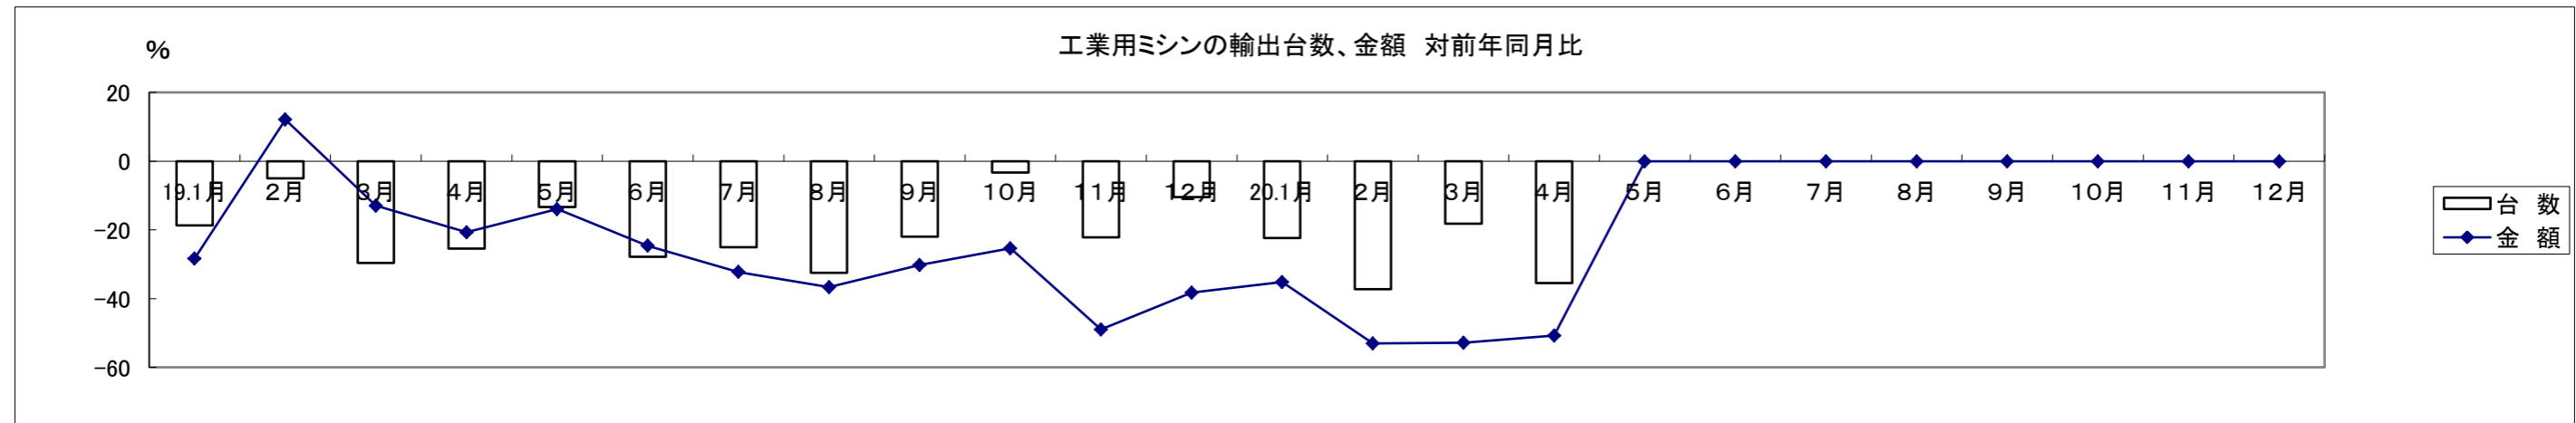 工業用ミシンの輸出台数、金額　対前年同月比
%
20
0
-20
-40
-60
19.1月 2月 3月 4月 5月 6月 7月 8月 9月 10月 11月 12月 20.1月 2月 3月 4月 5月 6月 7月 8月 9月 10月 11月 12月
台　数
金　額